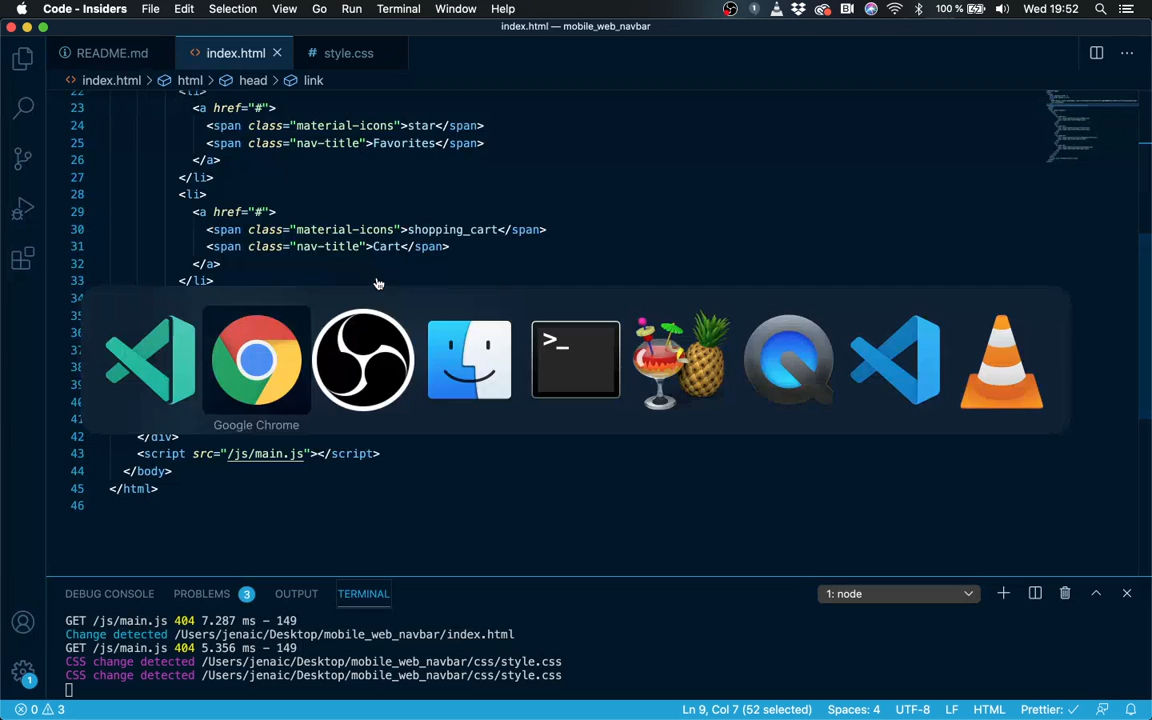 Code - Insiders File Edit Selection View Go Run Terminal Window Help 100 % Wed 19:52
index.html — mobile_web_navbar
README.md index.html style.css
index.html > html > head > link
22 <li>
23 <a href="#">
24 <span class="material-icons">star</span>
25 <span class="nav-title">Favorites</span>
26 </a>
27 </li>
28 <li>
29 <a href="#">
30 <span class="material-icons">shopping_cart</span>
31 <span class="nav-title">Cart</span>
32 </a>
33 </li>
Google Chrome
42 </div>
43 <script src="/js/main.js"></script>
44 </body>
45 </html>
46
DEBUG CONSOLE PROBLEMS 3 OUTPUT TERMINAL 1: node
GET /js/main.js 404 7.287 ms - 149
Change detected /Users/jenaic/Desktop/mobile_web_navbar/index.html
GET /js/main.js 404 5.356 ms - 149
CSS change detected /Users/jenaic/Desktop/mobile_web_navbar/css/style.css
CSS change detected /Users/jenaic/Desktop/mobile_web_navbar/css/style.css
1 0 3 Ln 9, Col 7 (52 selected) Spaces: 4 UTF-8 LF HTML Prettier: ✓